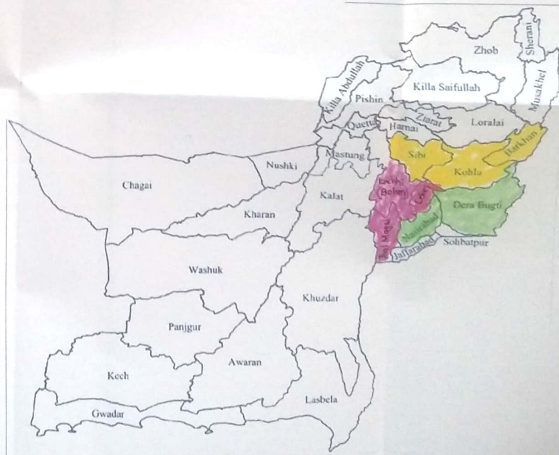 Zhob
Sherani
Killa Abdullah
Pishin
Killa Saifullah
Musakhel
Quetta
Harnai
Ziarat
Loralai
Barkhan
Sibi
Kohlu
Mastung
Nushki
Chagai
Kharan
Kalat
(Bolan)
Dera Bugti
Jaffarabad
Sohbatpur
Washuk
Khuzdar
Panjgur
Awaran
Kech
Gwadar
Lasbela